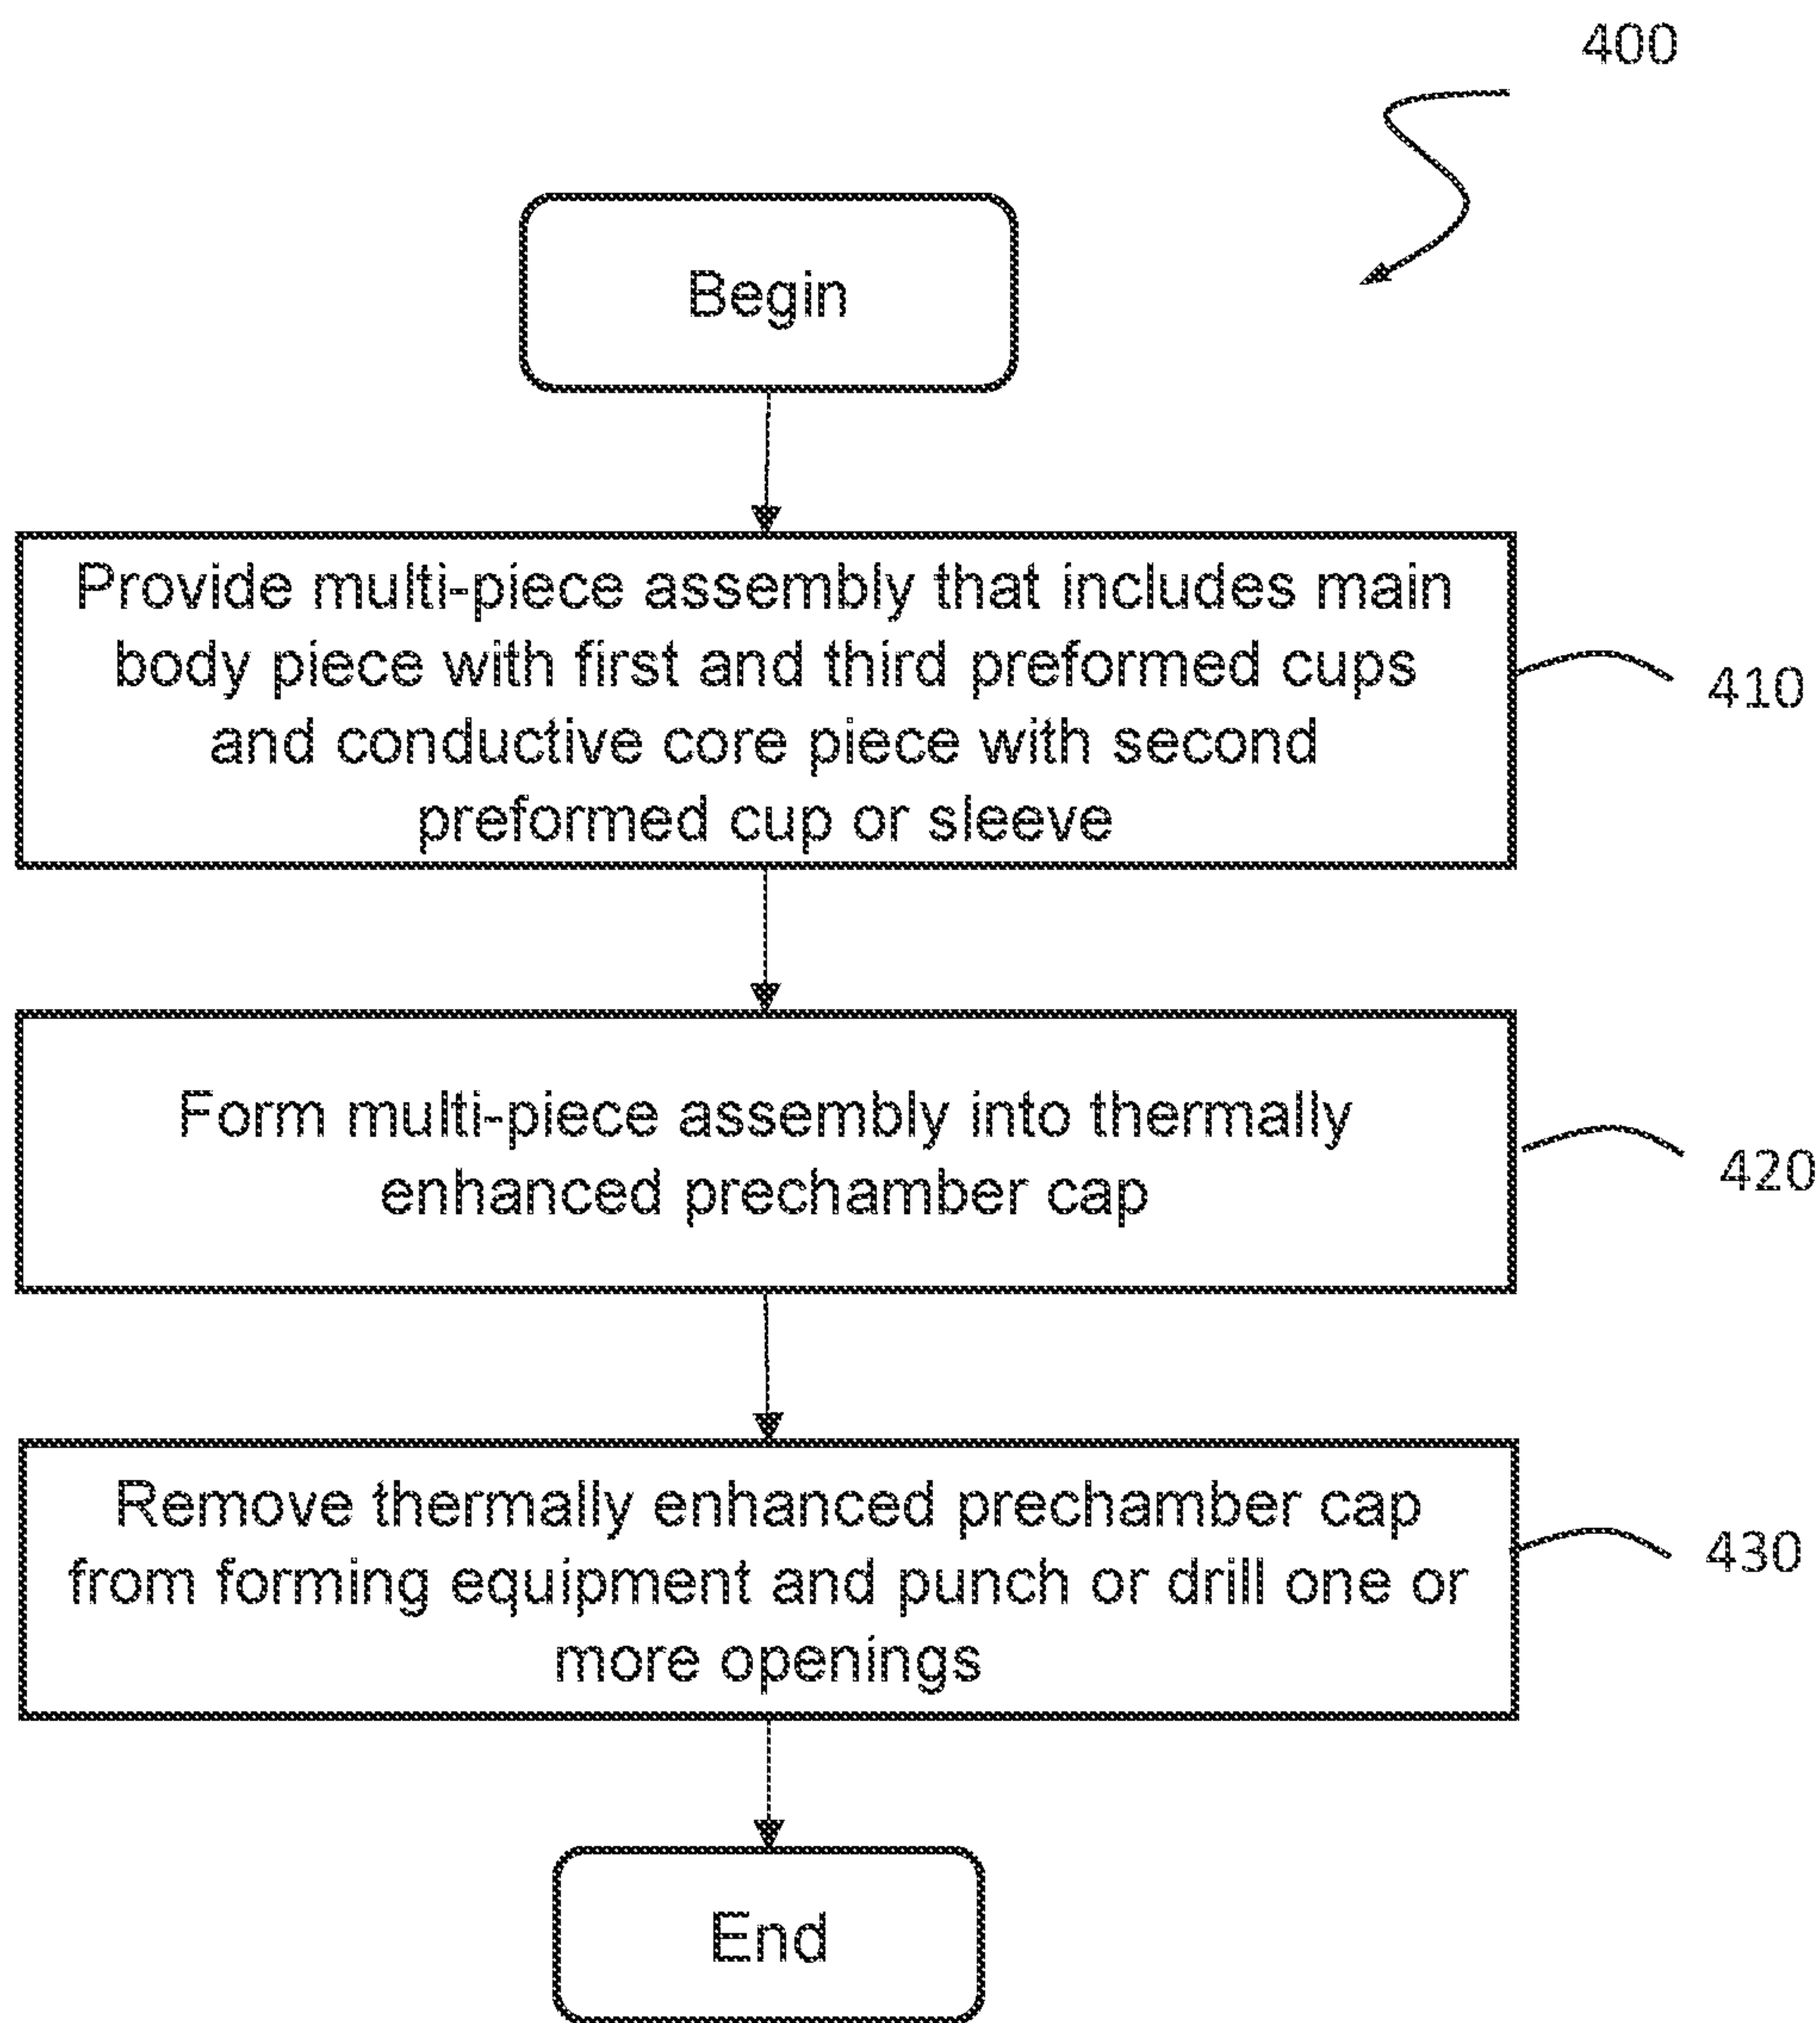 400
Begin
Provide multi-piece assembly that includes main
body piece with first and third preformed cups
and conductive core piece with second
preformed cup or sleeve
410
Form multi-piece assembly into thermally
enhanced prechamber cap
420
Remove thermally enhanced prechamber cap
from forming equipment and punch or drill one or
more openings
430
End